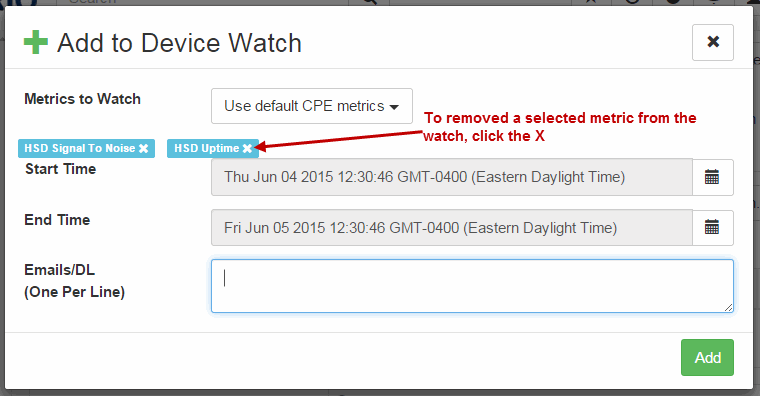 Search
Add to Device Watch
Metrics to Watch
Use default CPE metrics
To removed a selected metric from the
watch, click the X
HSD Signal To Noise
HSD Uptime
Start Time
Thu Jun 04 2015 12:30:46 GMT-0400 (Eastern Daylight Time)
End Time
Fri Jun 05 2015 12:30:46 GMT-0400 (Eastern Daylight Time)
Emails/DL
(One Per Line)
Add